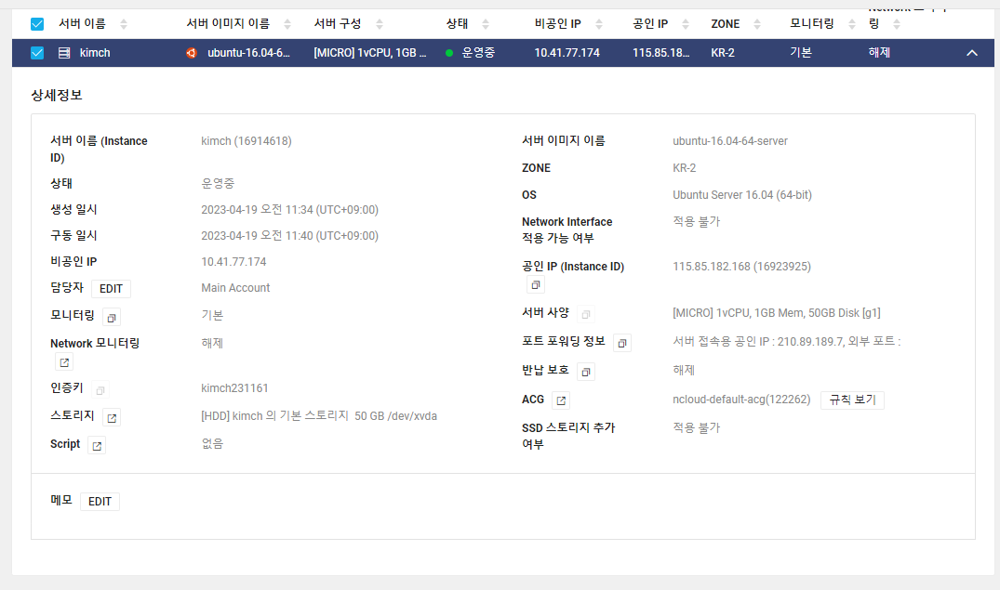 서버 이름 서버 이미지 이름 서버 구성 상태 비공인 IP 공인 IP ZONE 모니터링 링
kimch ubuntu-16.04-6... [MICRO] 1vCPU, 1GB ... 운영중 10.41.77.174 115.85.18... KR-2 기본 해제
상세정보
서버 이름 (Instance ID) kimch (16914618)
상태 운영중
생성 일시 2023-04-19 오전 11:34 (UTC+09:00)
구동 일시 2023-04-19 오전 11:40 (UTC+09:00)
비공인 IP 10.41.77.174
담당자 EDIT Main Account
모니터링 기본
Network 모니터링 해제
인증키 kimch231161
스토리지 [HDD] kimch 의 기본 스토리지 50 GB /dev/xvda
Script 없음
서버 이미지 이름 ubuntu-16.04-64-server
ZONE KR-2
OS Ubuntu Server 16.04 (64-bit)
Network Interface 적용 불가
적용 가능 여부
공인 IP (Instance ID) 115.85.182.168 (16923925)
서버 사양 [MICRO] 1vCPU, 1GB Mem, 50GB Disk [g1]
포트 포워딩 정보 서버 접속용 공인 IP : 210.89.189.7, 외부 포트 :
반납 보호 해제
ACG ncloud-default-acg(122262) 규칙 보기
SSD 스토리지 추가 적용 불가
여부
메모 EDIT